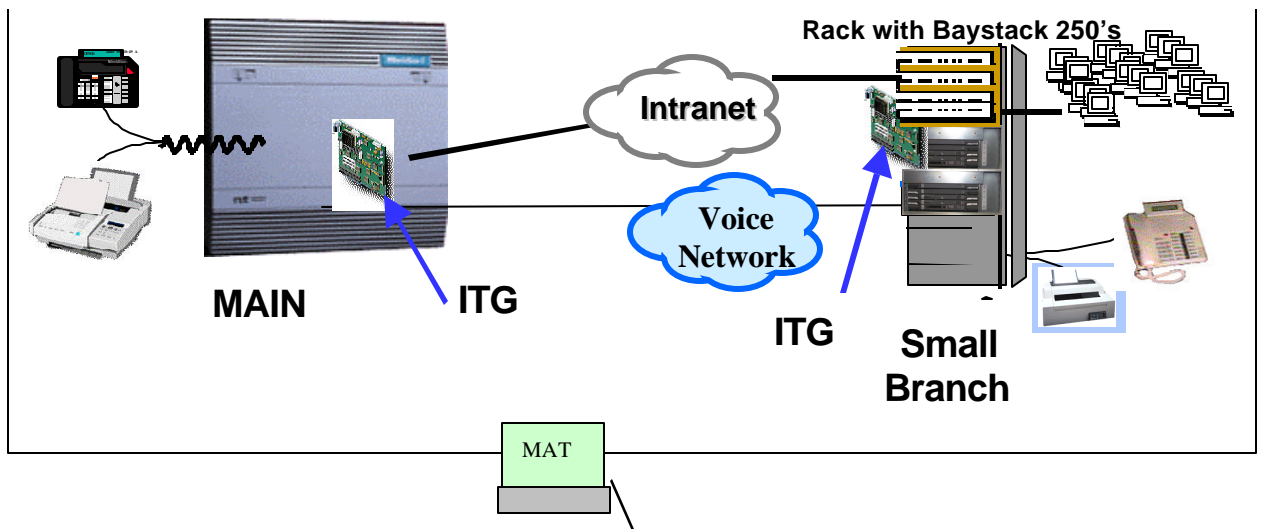 Rack with Baystack 250's
Intranet
Voice
Network
MAIN
ITG
ITG
Small
Branch
MAT